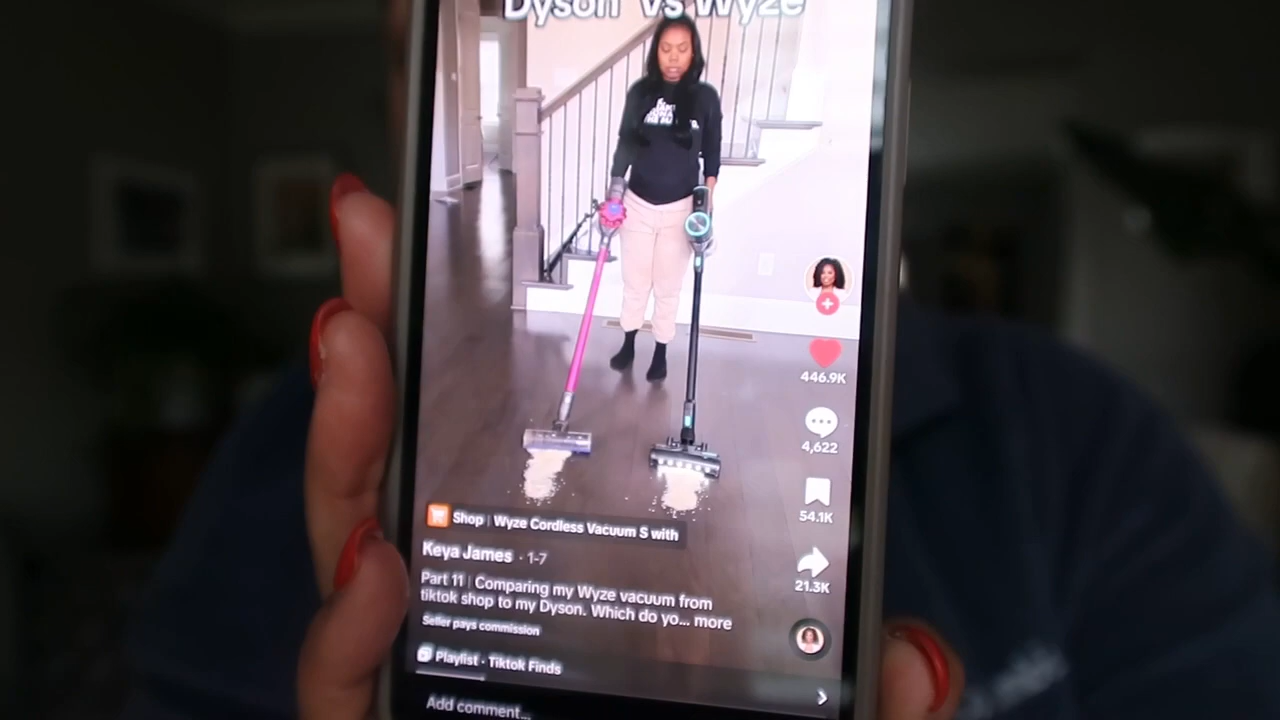 Dyson vs Wyze
446.9K
4,622
54.1K
21.3K
Shop | Wyze Cordless Vacuum S with
Keya James · 1-7
Part 11 | Comparing my Wyze vacuum from
tiktok shop to my Dyson. Which do yo... more
Seller pays commission
Playlist · Tiktok Finds
Add comment...